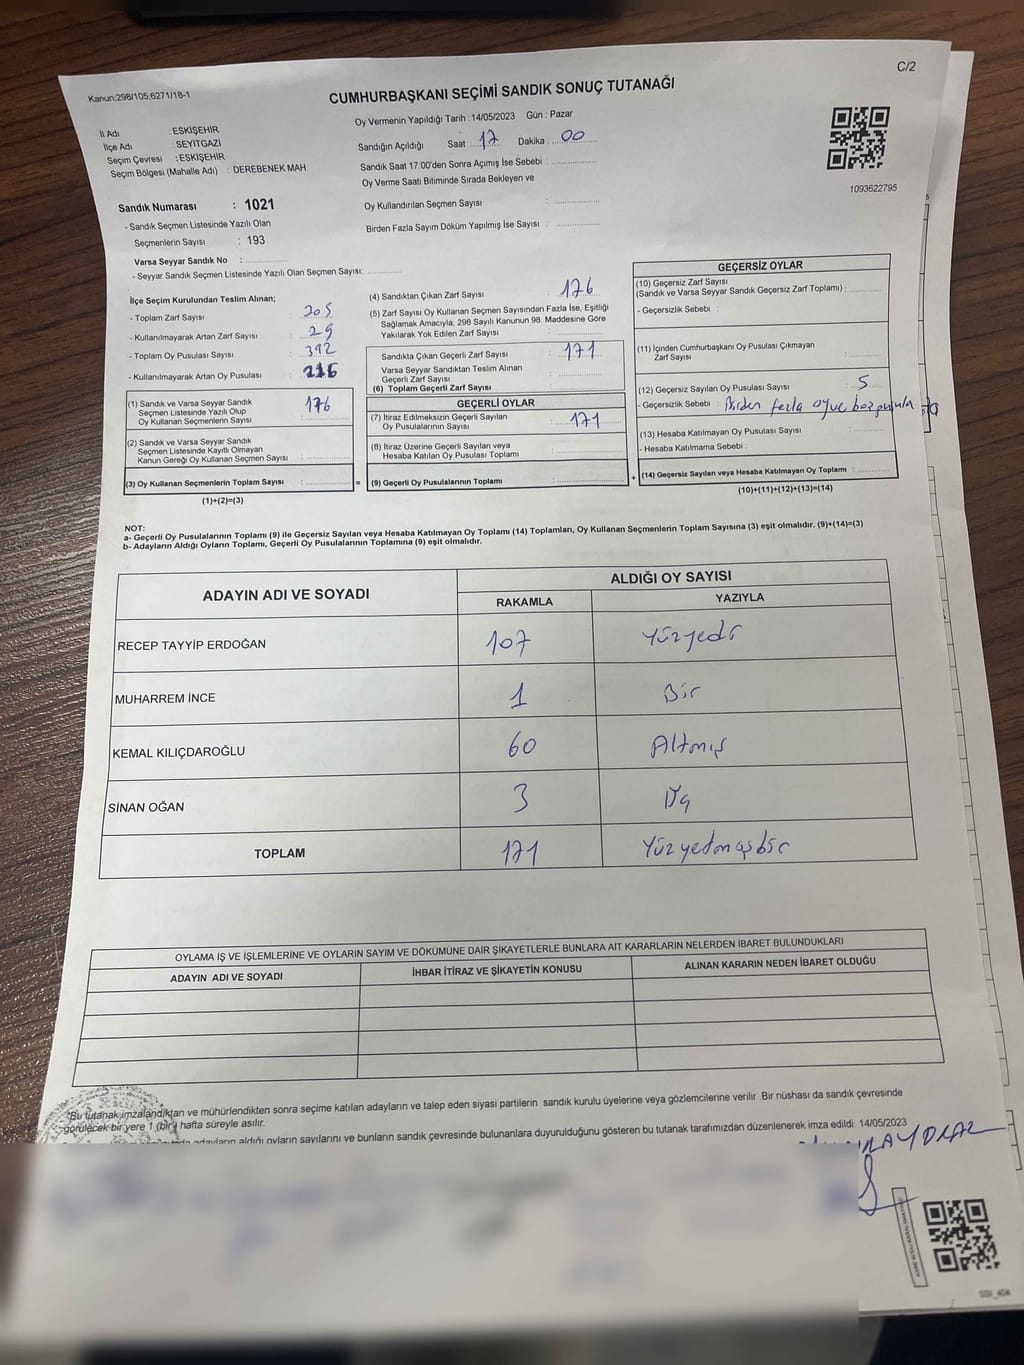 Kanun:298/105,6271/18-1
C/2
CUMHURBAŞKANI SEÇİMİ SANDIK SONUÇ TUTANAĞI
İl Adı : ESKİŞEHİR
İlçe Adı : SEYİTGAZİ
Seçim Çevresi : ESKİŞEHİR
Seçim Bölgesi (Mahalle Adı) : DEREBENEK MAH
Oy Vermenin Yapıldığı Tarih :14/05/2023 Gün : Pazar
Sandığın Açıldığı Saat 17 Dakika : 00
Sandık Saat 17:00'den Sonra Açımış İse Sebebi :
Oy Verme Saati Bitiminde Sırada Bekleyen ve
Oy Kullandırılan Seçmen Sayısı :
Birden Fazla Sayım Döküm Yapılmış İse Sayısı :
1093622795
Sandık Numarası : 1021
- Sandık Seçmen Listesinde Yazılı Olan
Seçmenlerin Sayısı : 193
Varsa Seyyar Sandık No :
- Seyyar Sandık Seçmen Listesinde Yazılı Olan Seçmen Sayısı:
İlçe Seçim Kurulundan Teslim Alınan;
- Toplam Zarf Sayısı : 205
- Kullanılmayarak Artan Zarf Sayısı : 29
- Toplam Oy Pusulası Sayısı : 392
- Kullanılmayarak Artan Oy Pusulası : 216
(1) Sandık ve Varsa Seyyar Sandık
Seçmen Listesinde Yazılı Olup
Oy Kullanan Seçmenlerin Sayısı : 176
(2) Sandık ve Varsa Seyyar Sandık
Seçmen Listesinde Kayıtlı Olmayan
Kanun Gereği Oy Kullanan Seçmen Sayısı :
(3) Oy Kullanan Seçmenlerin Toplam Sayısı : =
(1)+(2)=(3)
(4) Sandıktan Çıkan Zarf Sayısı : 176
(5) Zarf Sayısı Oy Kullanan Seçmen Sayısından Fazla İse, Eşitliği
Sağlamak Amacıyla, 298 Sayılı Kanunun 98. Maddesine Göre
Yakılarak Yok Edilen Zarf Sayısı :
Sandıkta Çıkan Geçerli Zarf Sayısı : 171
Varsa Seyyar Sandıktan Teslim Alınan
Geçerli Zarf Sayısı :
(6) Toplam Geçerli Zarf Sayısı :
GEÇERLİ OYLAR
(7) İtiraz Edilmeksizin Geçerli Sayılan
Oy Pusulalarının Sayısı : 171
(8) İtiraz Üzerine Geçerli Sayılan veya
Hesaba Katılan Oy Pusulası Toplamı :
(9) Geçerli Oy Pusulalarının Toplamı : +
GEÇERSİZ OYLAR
(10) Geçersiz Zarf Sayısı
(Sandık ve Varsa Seyyar Sandık Geçersiz Zarf Toplamı) :
- Geçersizlik Sebebi :
(11) İçinden Cumhurbaşkanı Oy Pusulası Çıkmayan
Zarf Sayısı :
(12) Geçersiz Sayılan Oy Pusulası Sayısı : 5
- Geçersizlik Sebebi : Birden fazla oy ve boz pusula
(13) Hesaba Katılmayan Oy Pusulası Sayısı :
- Hesaba Katılmama Sebebi :
(14) Geçersiz Sayılan veya Hesaba Katılmayan Oy Toplamı :
(10)+(11)+(12)+(13)=(14)
NOT:
a- Geçerli Oy Pusulalarının Toplamı (9) ile Geçersiz Sayılan veya Hesaba Katılmayan Oy Toplamı (14) Toplamları, Oy Kullanan Seçmenlerin Toplam Sayısına (3) eşit olmalıdır. (9)+(14)=(3)
b- Adayların Aldığı Oyların Toplamı, Geçerli Oy Pusulalarının Toplamına (9) eşit olmalıdır.
ADAYIN ADI VE SOYADI
ALDIĞI OY SAYISI
RAKAMLA YAZIYLA
RECEP TAYYİP ERDOĞAN 107 Yüzyedi
MUHARREM İNCE 1 Bir
KEMAL KILIÇDAROĞLU 60 Altmış
SİNAN OĞAN 3 Üç
TOPLAM 171 Yüzyetmişbir
OYLAMA İŞ VE İŞLEMLERİNE VE OYLARIN SAYIM VE DÖKÜMÜNE DAİR ŞİKAYETLERLE BUNLARA AİT KARARLARIN NELERDEN İBARET BULUNDUKLARI
ADAYIN ADI VE SOYADI İHBAR İTİRAZ VE ŞİKAYETİN KONUSU ALINAN KARARIN NEDEN İBARET OLDUĞU
*Bu tutanak imzalandıktan ve mühürlendikten sonra seçime katılan adayların ve talep eden siyasi partilerin sandık kurulu üyelerine veya gözlemcilerine verilir. Bir nüshası da sandık çevresinde
görülecek bir yere 1 (bir) hafta süreyle asılır.
adayların aldığı oyların sayılarını ve bunların sandık çevresinde bulunanlara duyurulduğunu gösteren bu tutanak tarafımızdan düzenlenerek imza edildi. 14/05/2023